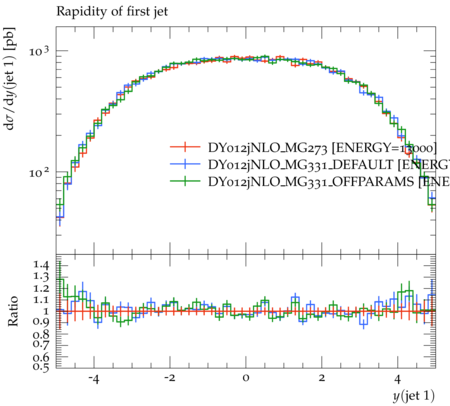 Rapidity of first jet
dσ/dy(jet 1) [pb]
10³
10²
DY012jNLO_MG273 [ENERGY=13000]
DY012jNLO_MG331_DEFAULT [ENERGY
DY012jNLO_MG331_OFFPARAMS [ENE
Ratio
1.4
1.3
1.2
1.1
1
0.9
0.8
0.7
0.6
0.5
-4 -2 0 2 4
y(jet 1)